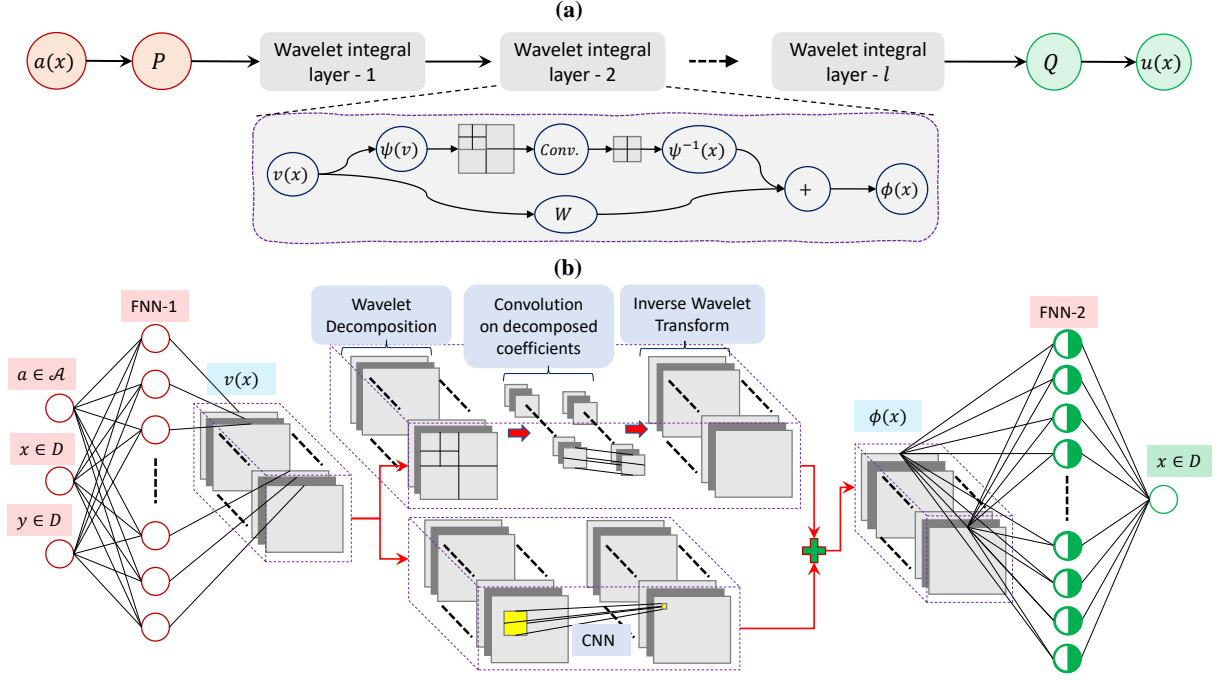 (a)
a(x)
P
Wavelet integral
layer - 1
Wavelet integral
layer - 2
Wavelet integral
layer - l
Q
u(x)
v(x)
ψ(v)
Conv.
ψ⁻¹(x)
W
+
ϕ(x)
(b)
FNN-1
a ∈ 𝒜
x ∈ D
y ∈ D
v(x)
Wavelet
Decomposition
Convolution
on decomposed
coefficients
Inverse Wavelet
Transform
CNN
ϕ(x)
FNN-2
x ∈ D